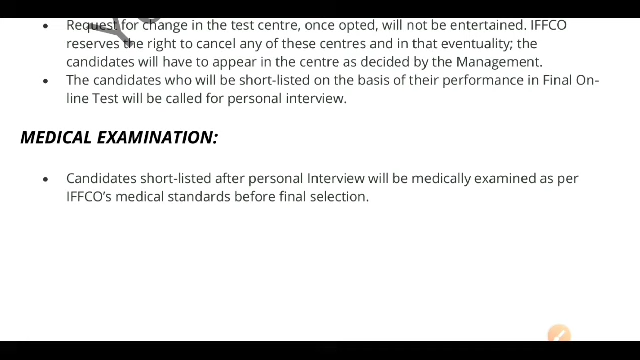 • Request for change in the test centre, once opted, will not be entertained. IFFCO
reserves the right to cancel any of these centres and in that eventuality; the
candidates will have to appear in the centre as decided by the Management.
• The candidates who will be short-listed on the basis of their performance in Final On-
line Test will be called for personal interview.
MEDICAL EXAMINATION:
• Candidates short-listed after personal Interview will be medically examined as per
IFFCO's medical standards before final selection.